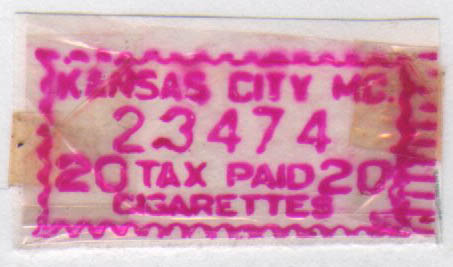 KANSAS CITY MO.
23474
20 TAX PAID 20
CIGARETTES